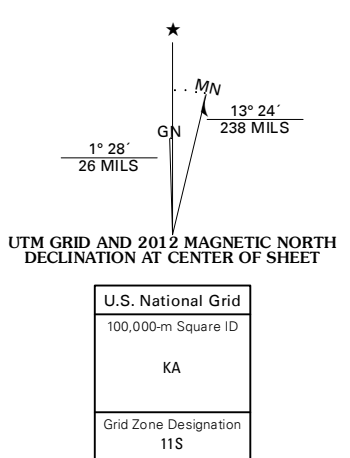 ★
MN
GN
13° 24´
238 MILS
1° 28´
26 MILS
UTM GRID AND 2012 MAGNETIC NORTH
DECLINATION AT CENTER OF SHEET
U.S. National Grid
100,000-m Square ID
KA
Grid Zone Designation
11S